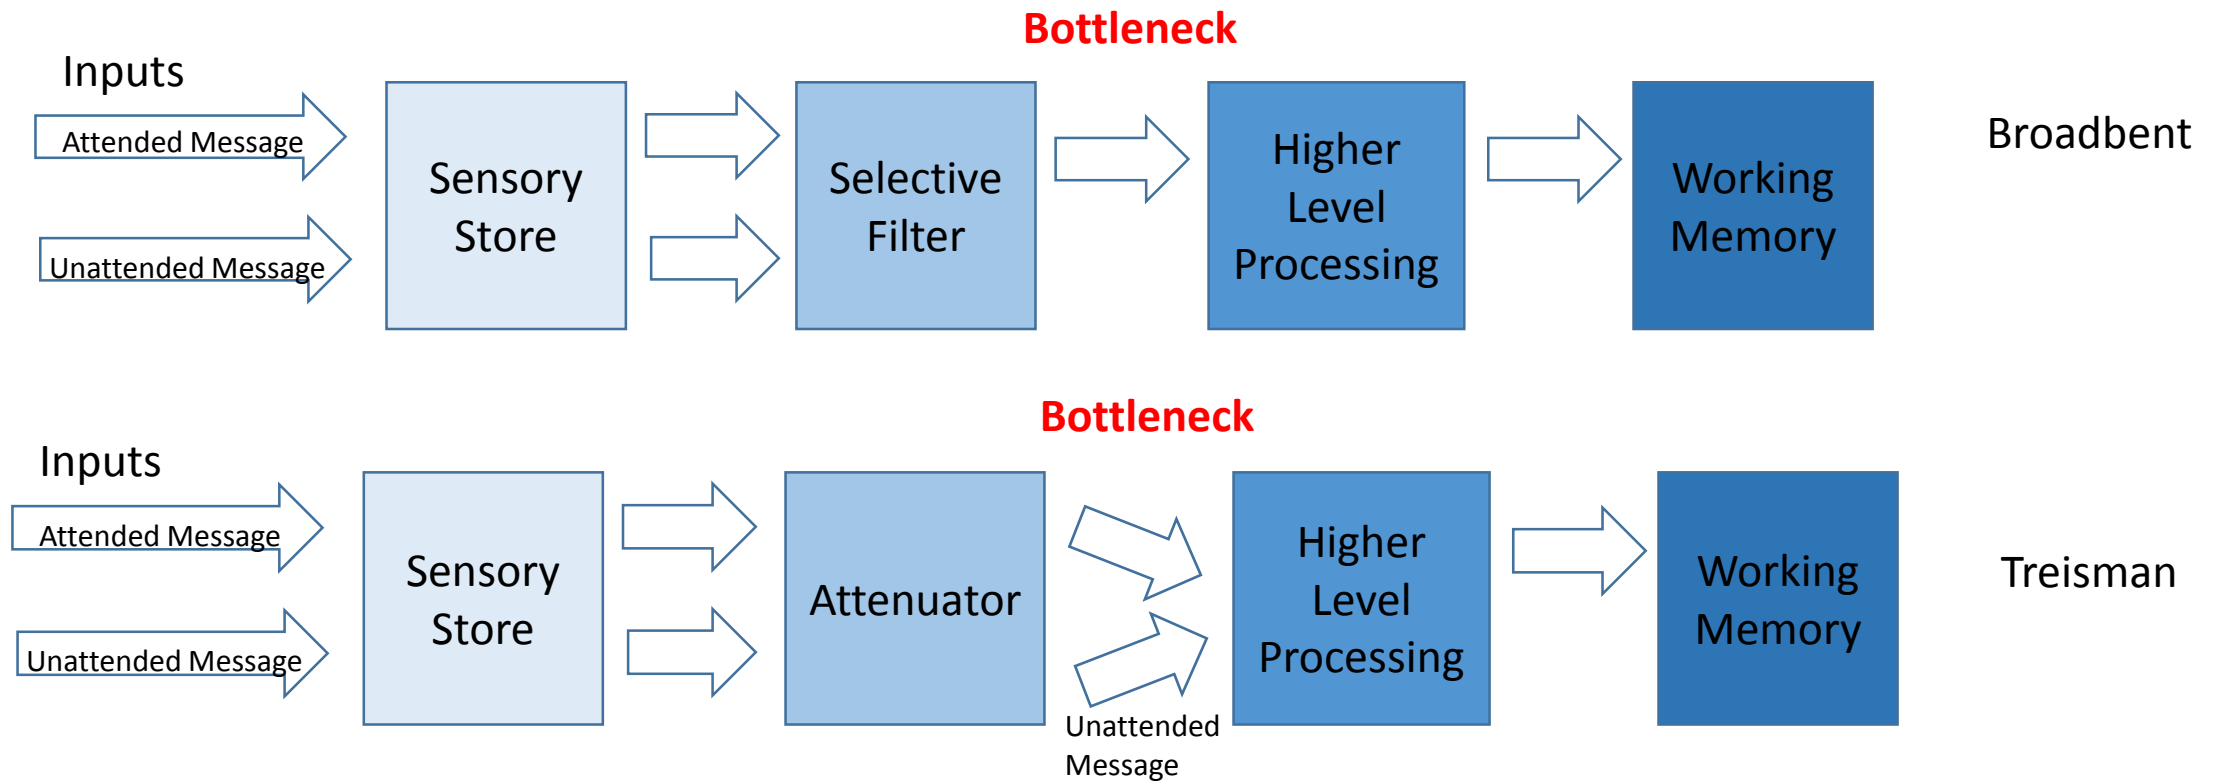 Bottleneck
Inputs
Attended Message
Unattended Message
Sensory
Store
Selective
Filter
Higher
Level
Processing
Working
Memory
Broadbent
Bottleneck
Inputs
Attended Message
Unattended Message
Sensory
Store
Attenuator
Unattended
Message
Higher
Level
Processing
Working
Memory
Treisman